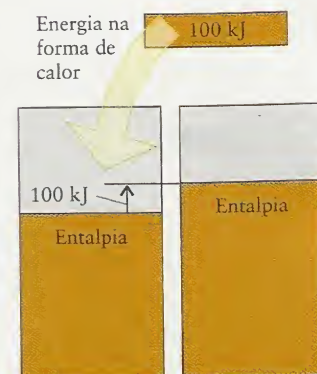 Energia na
forma de
calor
100 kJ
100 kJ
Entalpia
Entalpia